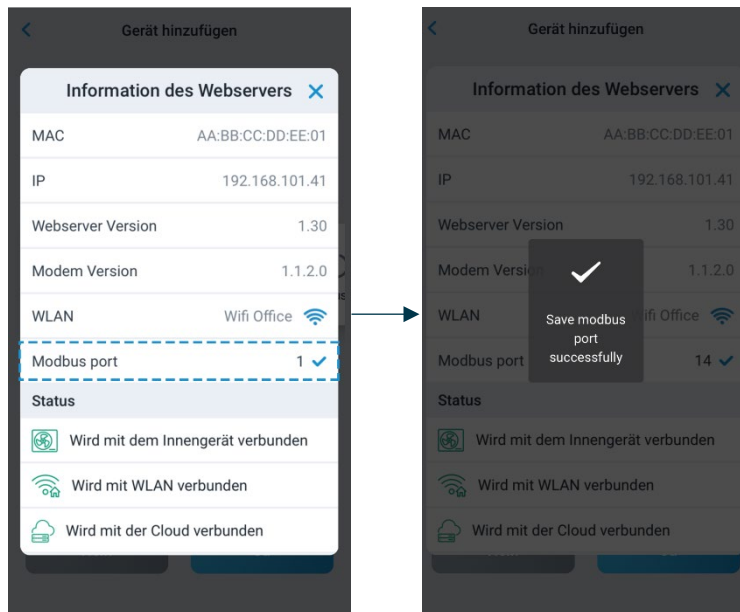 Gerät hinzufügen
Information des Webservers
MAC AA:BB:CC:DD:EE:01
IP 192.168.101.41
Webserver Version 1.30
Modem Version 1.1.2.0
WLAN Wifi Office
Modbus port 1
Status
Wird mit dem Innengerät verbunden
Wird mit WLAN verbunden
Wird mit der Cloud verbunden
Gerät hinzufügen
Information des Webservers
MAC AA:BB:CC:DD:EE:01
IP 192.168.101.41
Webserver Version 1.30
Modem 1.1.2.0
WLAN Office
Modbus port 14
Save modbus
port
successfully
Status
Wird mit dem Innengerät verbunden
Wird mit WLAN verbunden
Wird mit der Cloud verbunden